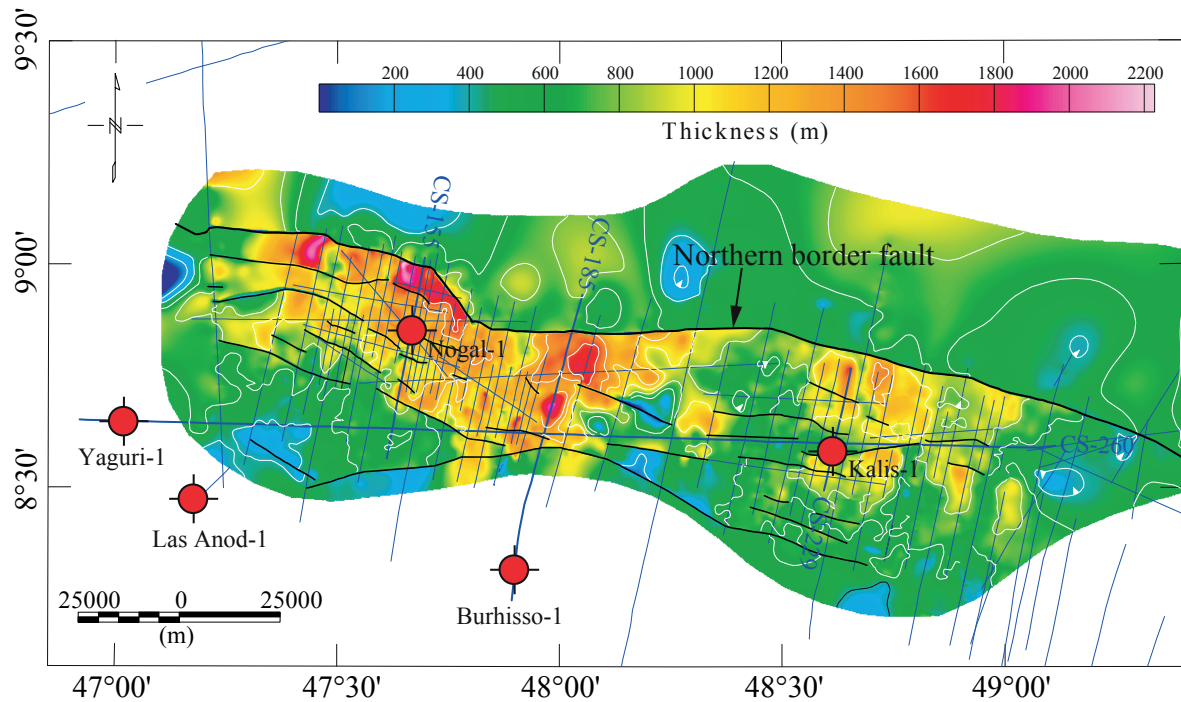 9°30'
200 400 600 800 1000 1200 1400 1600 1800 2000 2200
Thickness (m)
N
CS-155
CS-185
Northern border fault
9°00'
Nogal-1
Yaguri-1
CS-260
Kalis-1
8°30'
Las Anod-1
CS-229
Burhisso-1
25000 0 25000
(m)
47°00' 47°30' 48°00' 48°30' 49°00'